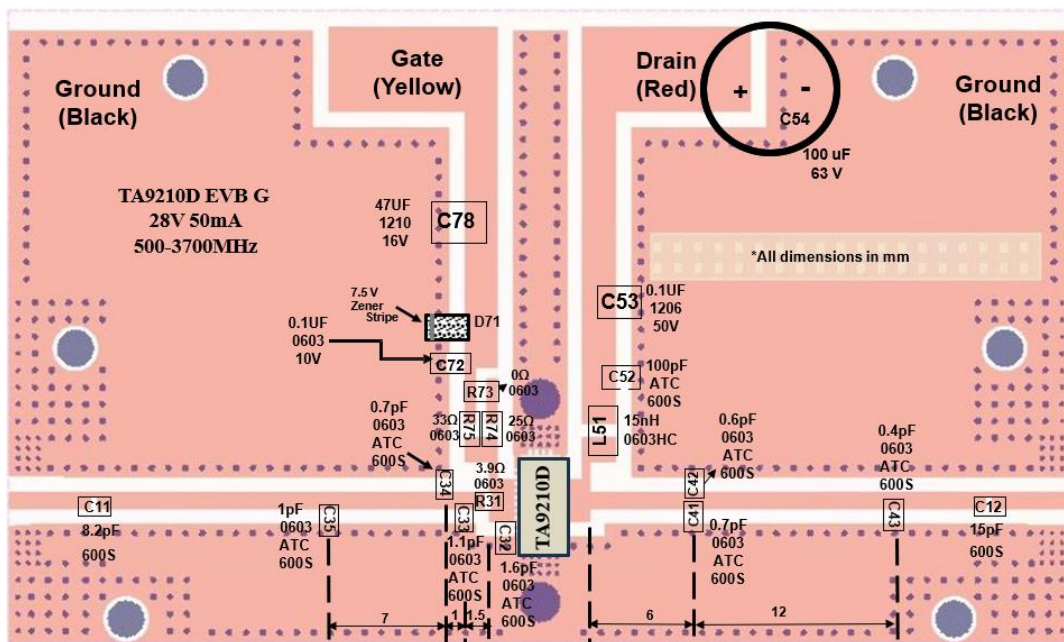 Ground
(Black)
Gate
(Yellow)
Drain
(Red)
+ -
C54
Ground
(Black)
100 uF
63 V
TA9210D EVB G
28V 50mA
500-3700MHz
47UF
1210
16V
C78
*All dimensions in mm
7.5 V
Zener
Stripe
D71
C53
0.1UF
1206
50V
0.1UF
0603
10V
C72
C52
100pF
ATC
600S
R73
0Ω
0603
33Ω
0603
R75
R74
25Ω
0603
L51
15nH
0603HC
0.7pF
0603
ATC
600S
C34
3.9Ω
0603
R31
TA9210D
0.6pF
0603
ATC
600S
C42
0.4pF
0603
ATC
600S
C11
8.2pF
600S
1pF
0603
ATC
600S
C35
C33
1.1pF
0603
ATC
600S
C32
1.6pF
0603
ATC
600S
C41
0.7pF
0603
ATC
600S
C43
C12
15pF
600S
7
1
1.5
6
12